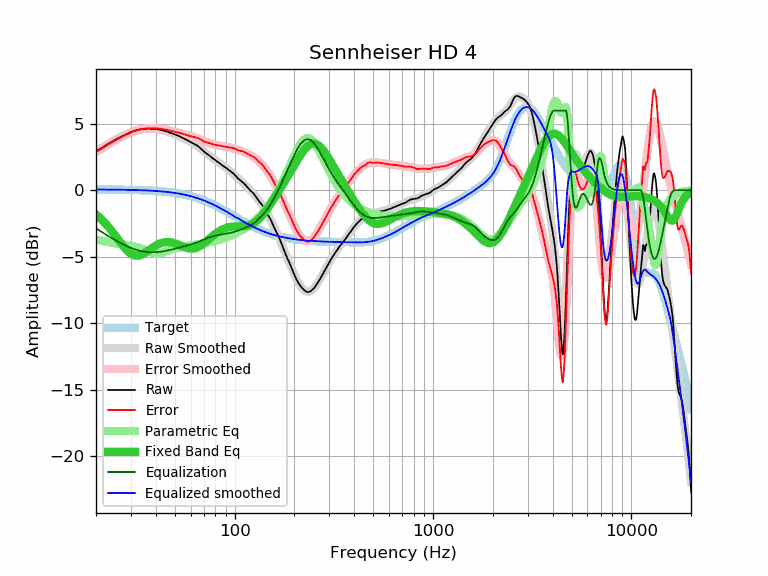 Sennheiser HD 4
Amplitude (dBr)
5
0
−5
−10
−15
−20
Target
Raw Smoothed
Error Smoothed
Raw
Error
Parametric Eq
Fixed Band Eq
Equalization
Equalized smoothed
100 1000 10000
Frequency (Hz)